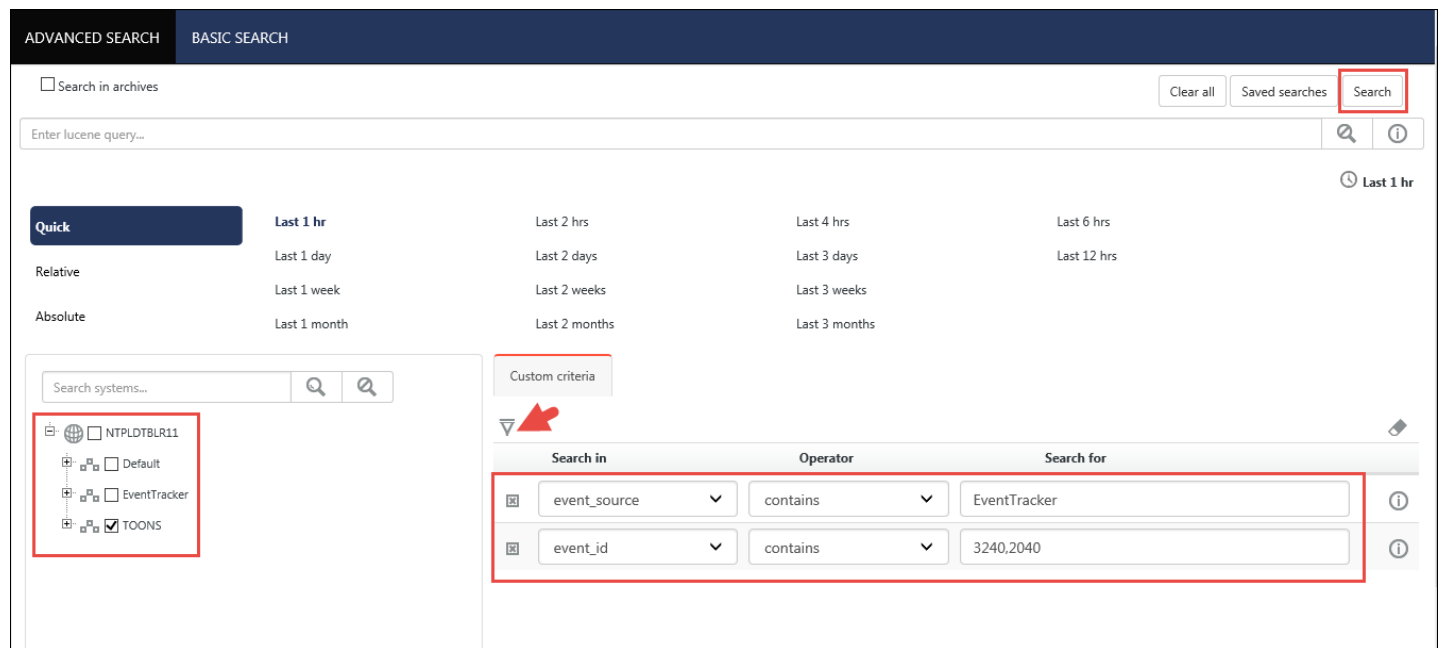 ADVANCED SEARCH BASIC SEARCH
Search in archives
Clear all Saved searches Search
Enter lucene query...
Last 1 hr
Quick Last 1 hr Last 2 hrs Last 4 hrs Last 6 hrs
Last 1 day Last 2 days Last 3 days Last 12 hrs
Relative
Last 1 week Last 2 weeks Last 3 weeks
Absolute
Last 1 month Last 2 months Last 3 months
Custom criteria
Search systems...
NTPLDTBLR11
Default
EventTracker
TOONS
Search in Operator Search for
event_source contains EventTracker
event_id contains 3240,2040